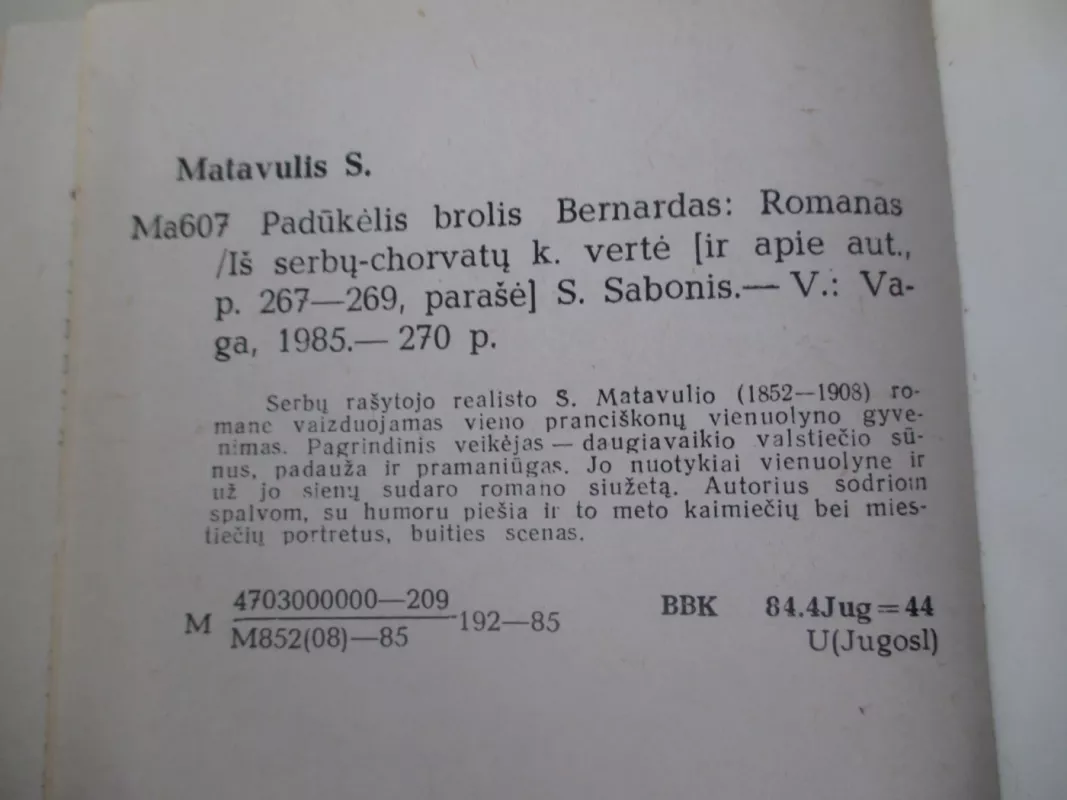 Matavulis S.
Ma607 Padūkėlis brolis Bernardas: Romanas
/Iš serbų-chorvatų k. vertė [ir apie aut.,
p. 267—269, parašė] S. Sabonis.— V.: Va-
ga, 1985.— 270 p.
Serbų rašytojo realisto S. Matavulio (1852—1908) ro-
mane vaizduojamas vieno pranciškonų vienuolyno gyve-
nimas. Pagrindinis veikėjas — daugiavaikio valstiečio sū-
nus, padauža ir pramaniūgas. Jo nuotykiai vienuolyne ir
už jo sienų sudaro romano siužetą. Autorius sodriom
spalvom, su humoru piešia ir to meto kaimiečių bei mies-
tiečių portretus, buities scenas.
M 4703000000—209 192—85
M852(08)—85
BBK 84.4Jug=44
U(Jugosl)